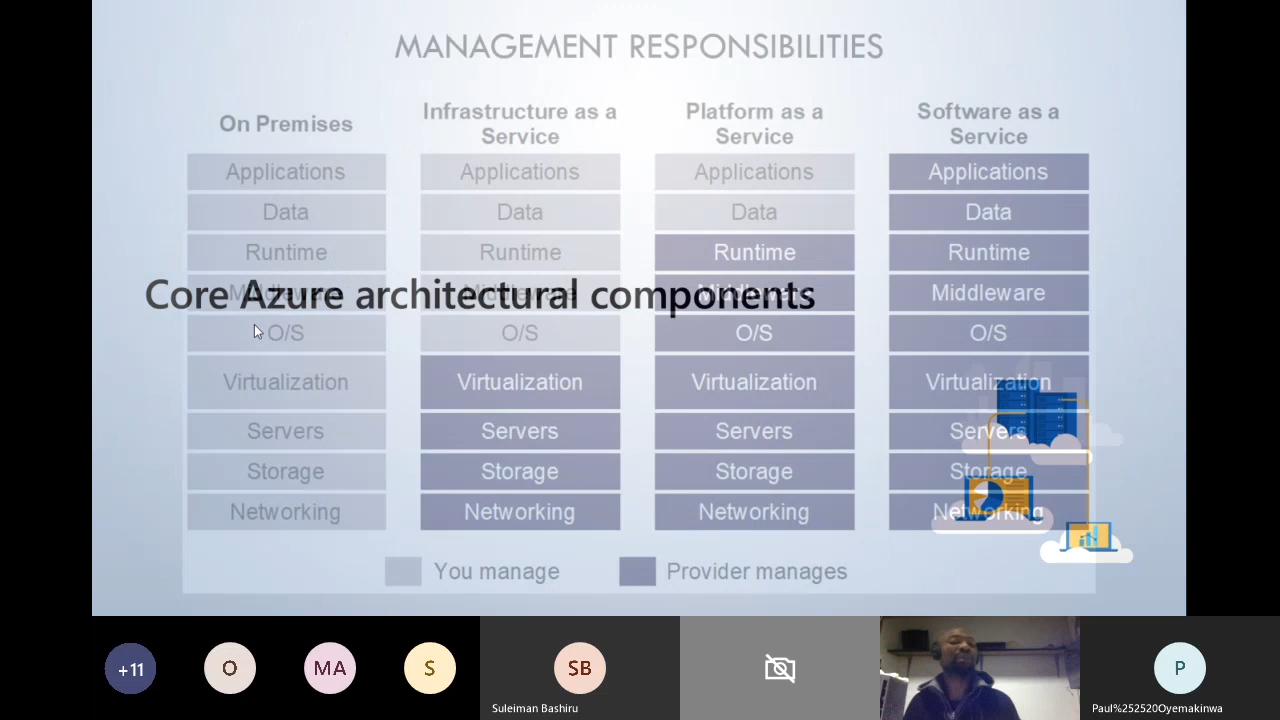 MANAGEMENT RESPONSIBILITIES
On Premises
Infrastructure as a
Service
Platform as a
Service
Software as a
Service
Applications Applications Applications Applications
Data Data Data Data
Runtime Runtime Runtime Runtime
Middleware Middleware Middleware Middleware
Core Azure architectural components
O/S O/S O/S O/S
Virtualization Virtualization Virtualization Virtualization
Servers Servers Servers Servers
Storage Storage Storage Storage
Networking Networking Networking Networking
You manage Provider manages
+11 O MA S SB P
Suleiman Bashiru Paul%252520Oyemakinwa